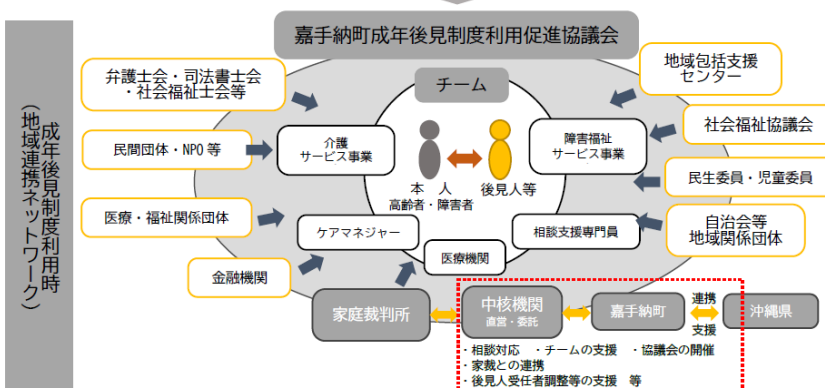 嘉手納町成年後見制度利用促進協議会
成年後見制度利用時
（地域連携ネットワーク）
弁護士会・司法書士会
・社会福祉士会等
民間団体・NPO 等
医療・福祉関係団体
金融機関
チーム
介護
サービス事業
本　人
高齢者・障害者
後見人等
障害福祉
サービス事業
ケアマネジャー
医療機関
相談支援専門員
地域包括支援
センター
社会福祉協議会
民生委員・児童委員
自治会等
地域関係団体
家庭裁判所
中核機関
直営・委託
嘉手納町
連携
支援
沖縄県
・相談対応　・チームの支援　・協議会の開催
・家裁との連携
・後見人受任者調整等の支援　等